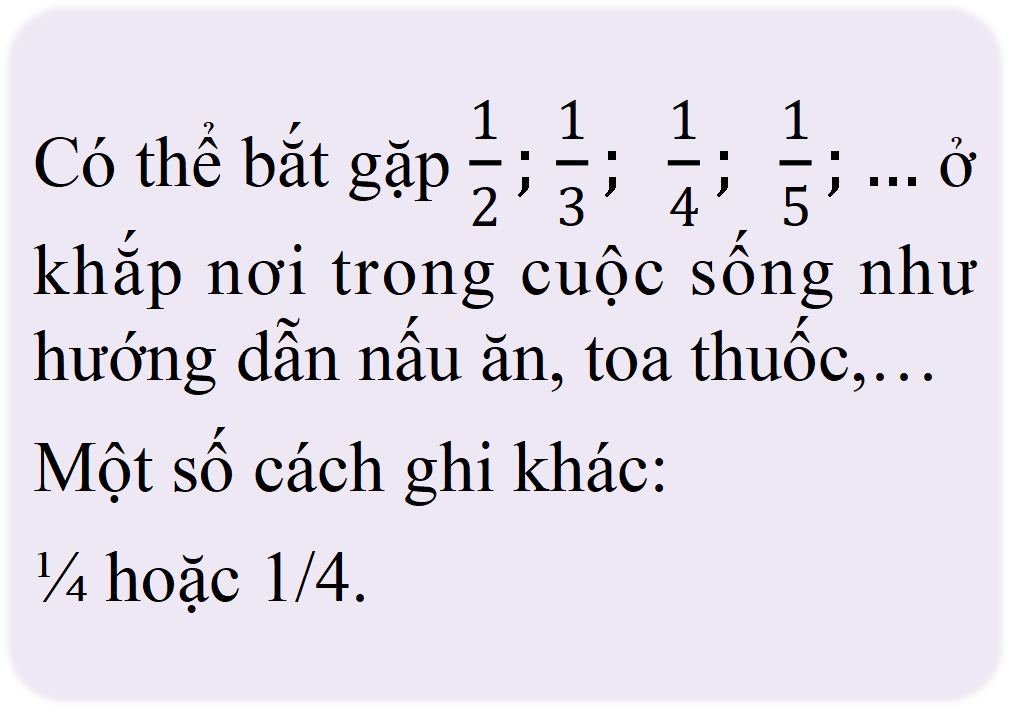 Có thể bắt gặp 1/2 ; 1/3 ; 1/4 ; 1/5 ; ... ở
khắp nơi trong cuộc sống như
hướng dẫn nấu ăn, toa thuốc,…
Một số cách ghi khác:
¼ hoặc 1/4.